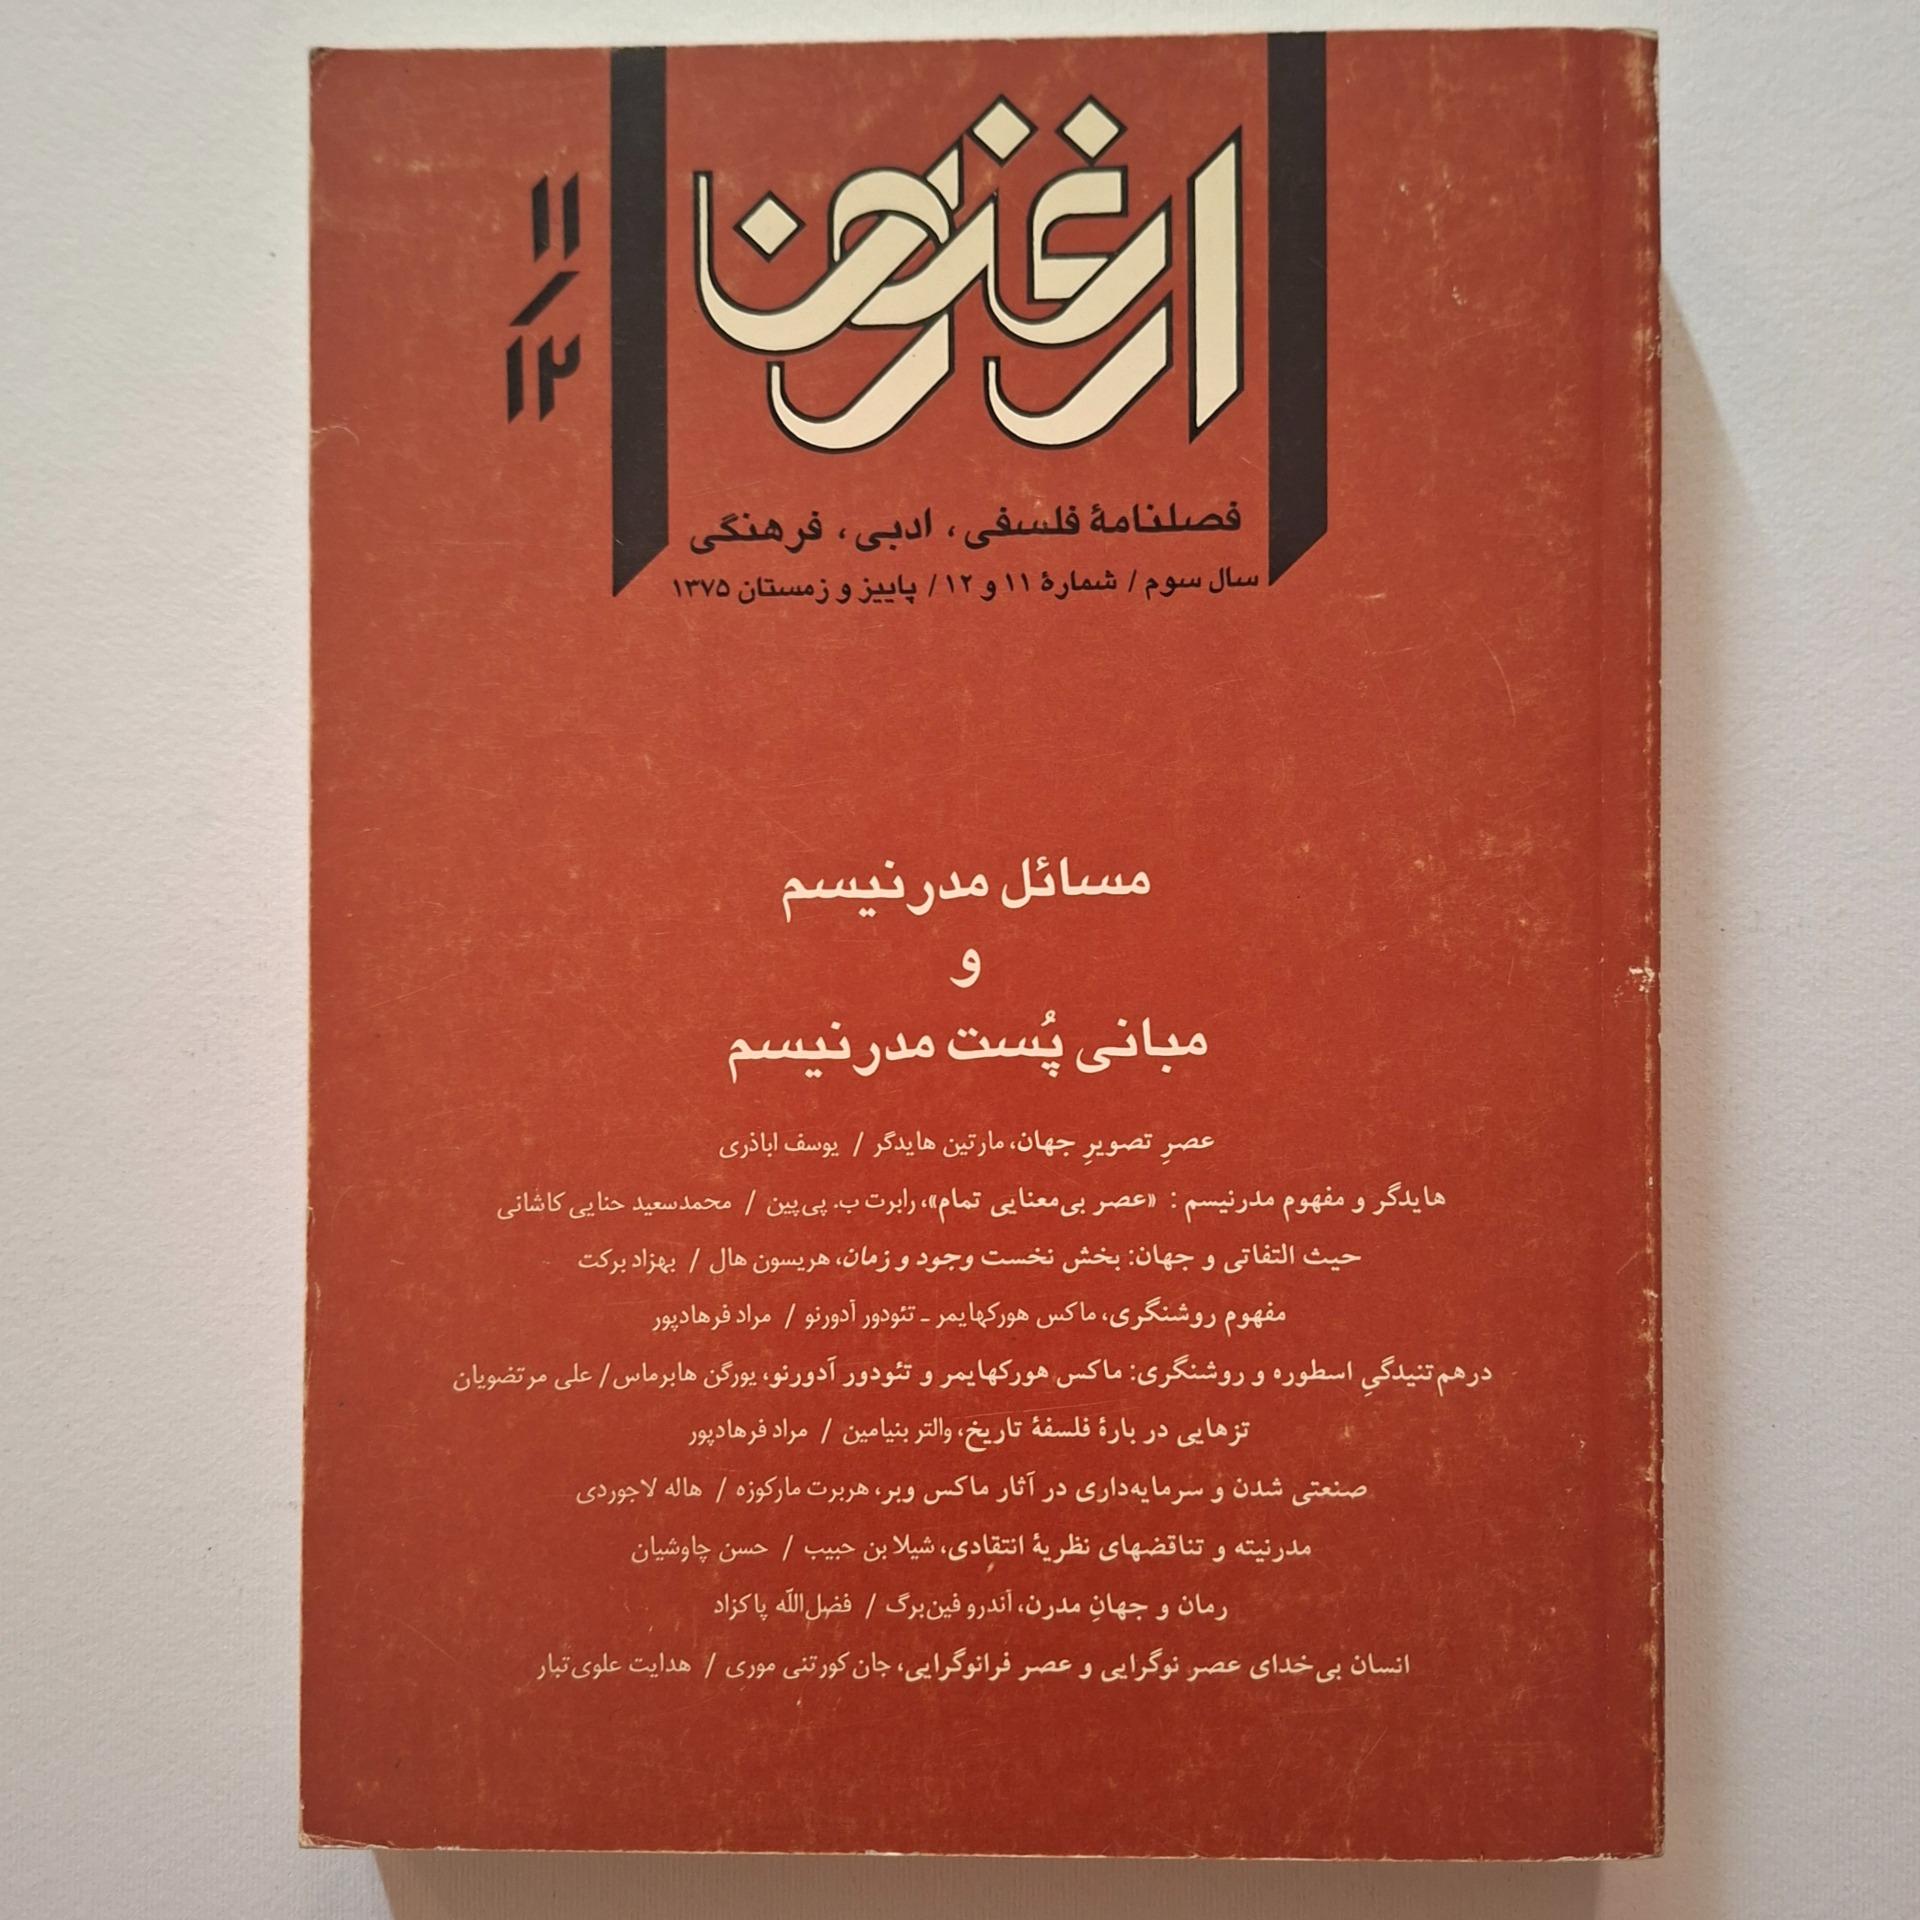 ارغنون
۱۱/۱۲
فصلنامهٔ فلسفی، ادبی، فرهنگی
سال سوم / شمارهٔ ۱۱ و ۱۲ / پاییز و زمستان ۱۳۷۵
مسائل مدرنیسم
و
مبانی پُست مدرنیسم
عصرِ تصویرِ جهان، مارتین هایدگر / یوسف اباذری
هایدگر و مفهوم مدرنیسم: «عصر بی‌معنایی تمام»، رابرت ب. پی‌پین / محمدسعید حنایی کاشانی
حیث التفاتی و جهان: بخش نخست وجود و زمان، هریسون هال / بهزاد برکت
مفهوم روشنگری، ماکس هورکهایمر ـ تئودور آدورنو / مراد فرهادپور
درهم‌تنیدگیِ اسطوره و روشنگری: ماکس هورکهایمر و تئودور آدورنو، یورگن هابرماس / علی مرتضویان
تزهایی در بارهٔ فلسفهٔ تاریخ، والتر بنیامین / مراد فرهادپور
صنعتی شدن و سرمایه‌داری در آثار ماکس وبر، هربرت مارکوزه / هاله لاجوردی
مدرنیته و تناقضهای نظریهٔ انتقادی، شیلا بن حبیب / حسن چاوشیان
رمان و جهانِ مدرن، آندرو فین‌برگ / فضل‌اللّه پاکزاد
انسان بی‌خدای عصر نوگرایی و عصر فرانوگرایی، جان کورتنی موری / هدایت علوی‌تبار